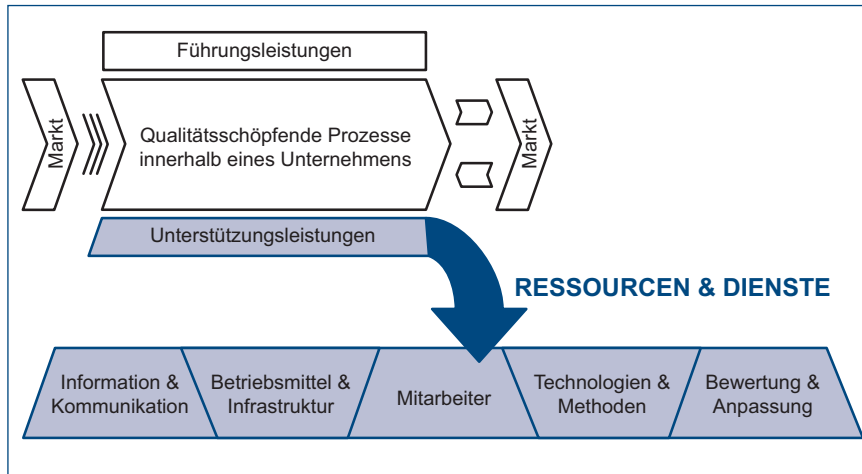 Führungsleistungen
Markt
Qualitätsschöpfende Prozesse
innerhalb eines Unternehmens
Markt
Unterstützungsleistungen
RESSOURCEN & DIENSTE
Information &
Kommunikation
Betriebsmittel &
Infrastruktur
Mitarbeiter
Technologien &
Methoden
Bewertung &
Anpassung